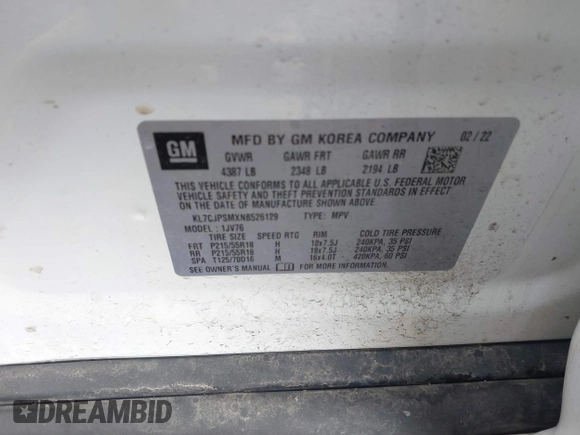 GM MFD BY GM KOREA COMPANY 02/22
GVWR GAWR FRT GAWR RR
4387 LB 2348 LB 2194 LB
THIS VEHICLE CONFORMS TO ALL APPLICABLE U.S. FEDERAL MOTOR
VEHICLE SAFETY AND THEFT PREVENTION STANDARDS IN EFFECT ON
THE DATE OF MANUFACTURE SHOWN ABOVE.
KL7CJPSMXNB526129 TYPE: MPV
MODEL: 1JV76
TIRE SIZE SPEED RTG RIM COLD TIRE PRESSURE
FRT P215/55R18 H 18x7.5J 240KPA, 35 PSI
RR P215/55R18 H 18x7.5J 240KPA, 35 PSI
SPA T125/70D16 M 16x4.0T 420KPA, 60 PSI
SEE OWNER'S MANUAL FOR MORE INFORMATION.
DREAMBID